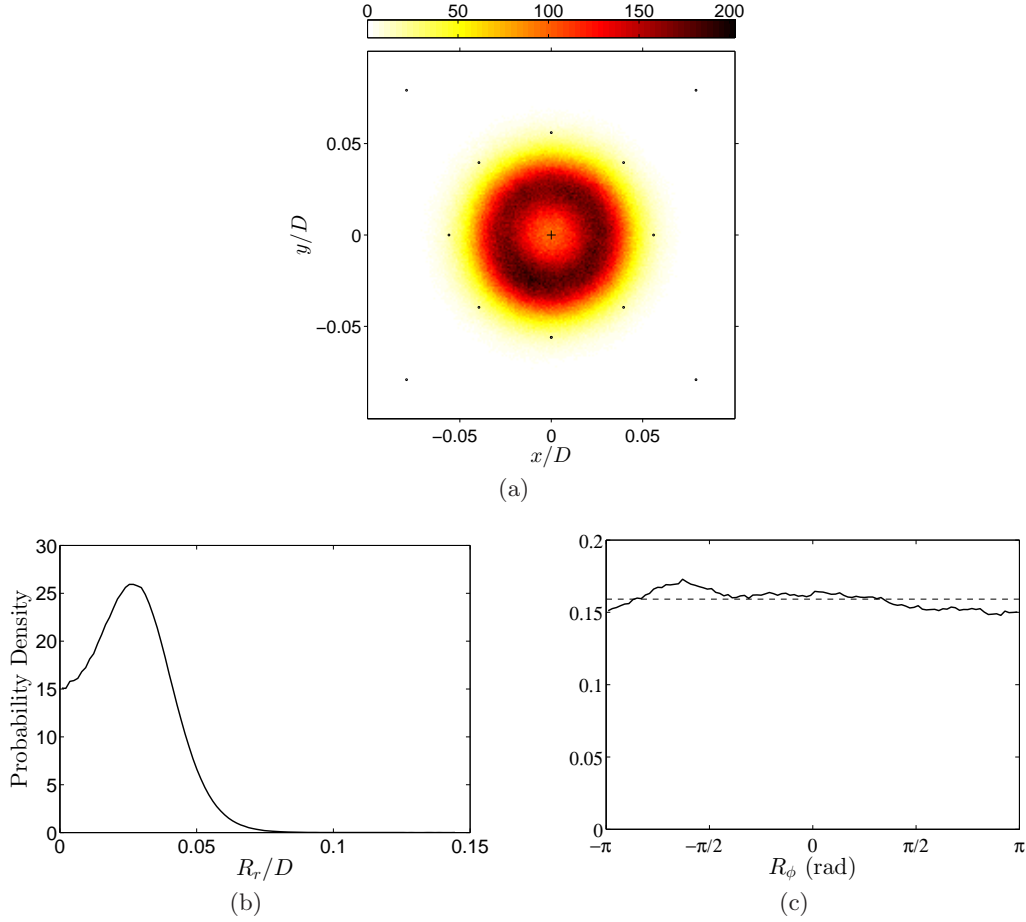 0 50 100 150 200
0.05
0
−0.05
y/D
−0.05 0 0.05
x/D
(a)
30
25
20
15
10
5
0
Probability Density
0 0.05 0.1 0.15
R_r/D
(b)
0.2
0.15
0.1
0.05
0
−π −π/2 0 π/2 π
R_ϕ (rad)
(c)